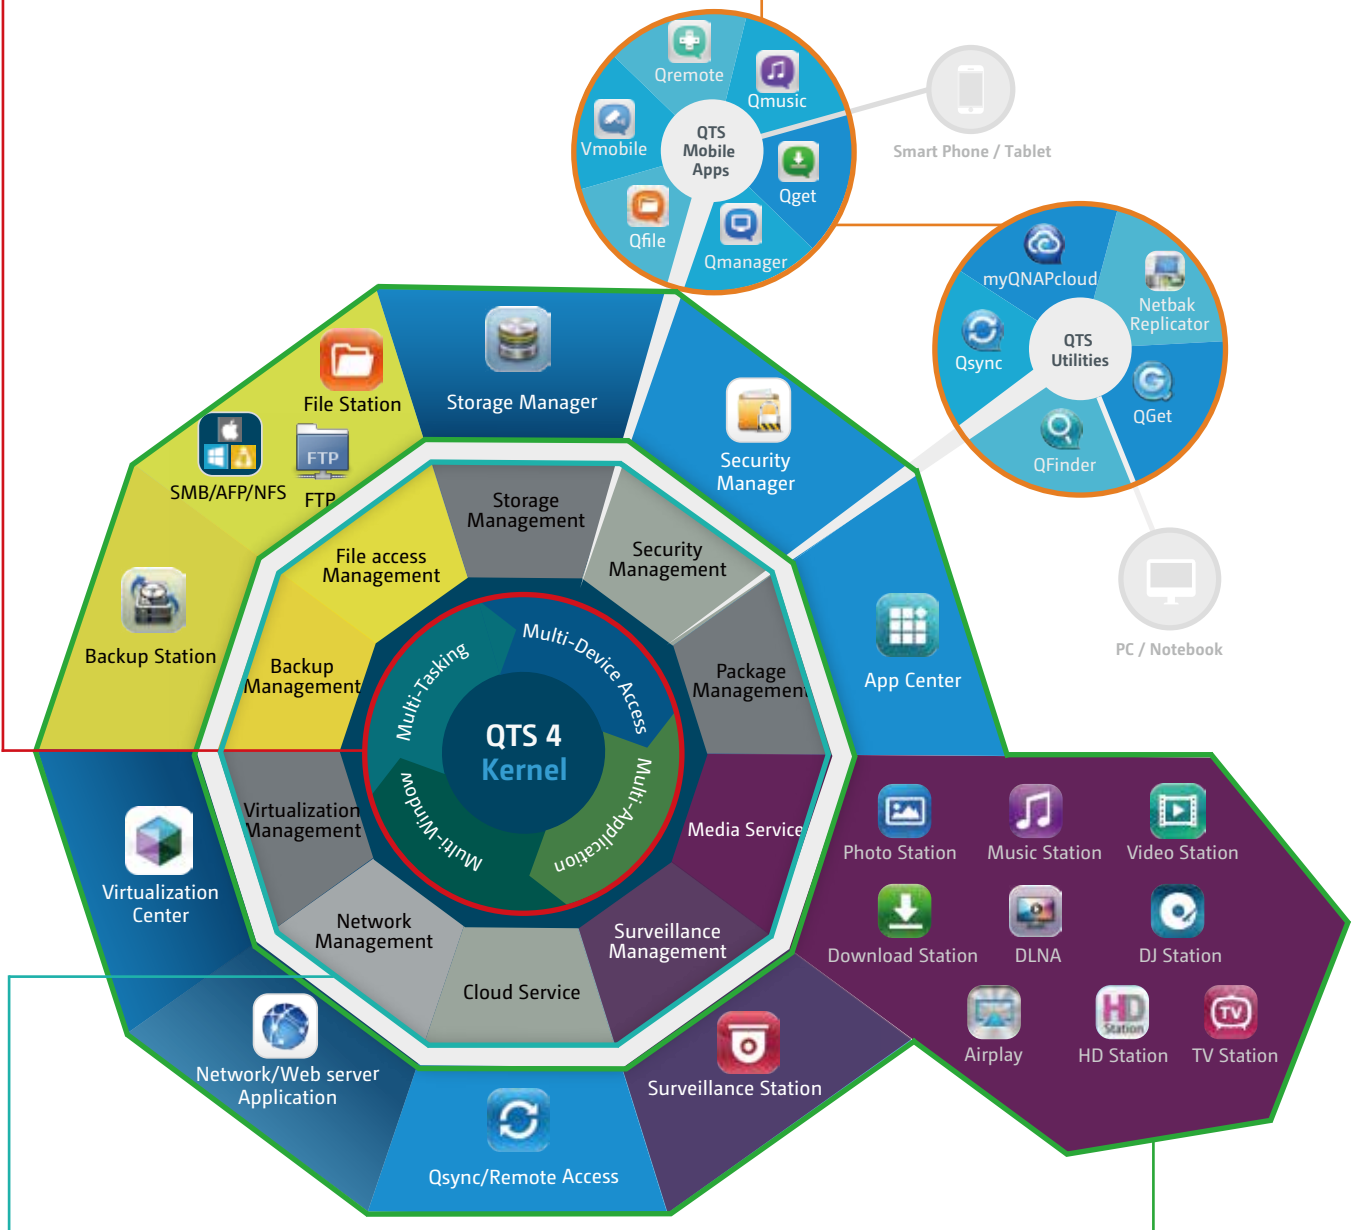 Qremote
Qmusic
Vmobile
QTS
Mobile
Apps
Qget
Qfile
Qmanager
Smart Phone / Tablet
myQNAPcloud
Netbak
Replicator
Qsync
QTS
Utilities
QGet
QFinder
PC / Notebook
File Station
SMB/AFP/NFS
FTP
FTP
Storage Manager
Security
Manager
Backup Station
App Center
Storage
Management
File access
Management
Security
Management
Backup
Management
Package
Management
Multi-Tasking
Multi-Device Access
Multi-Application
Multi-Window
QTS 4
Kernel
Virtualization
Management
Media Service
Network
Management
Surveillance
Management
Cloud Service
Virtualization
Center
Network/Web server
Application
Qsync/Remote Access
Surveillance Station
Photo Station
Music Station
Video Station
Download Station
DLNA
DJ Station
Airplay
HD
Station
HD Station
TV
TV Station